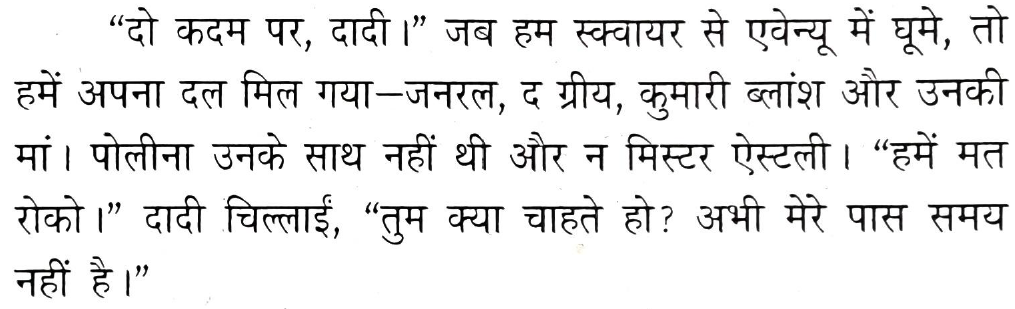 “दो कदम पर, दादी।” जब हम स्क्वायर से एवेन्यू में घूमे, तो
हमें अपना दल मिल गया—जनरल, द ग्रीय, कुमारी ब्लांश और उनकी
मां। पोलीना उनके साथ नहीं थी और न मिस्टर ऐस्टली। “हमें मत
रोको।” दादी चिल्लाईं, “तुम क्या चाहते हो? अभी मेरे पास समय
नहीं है।”